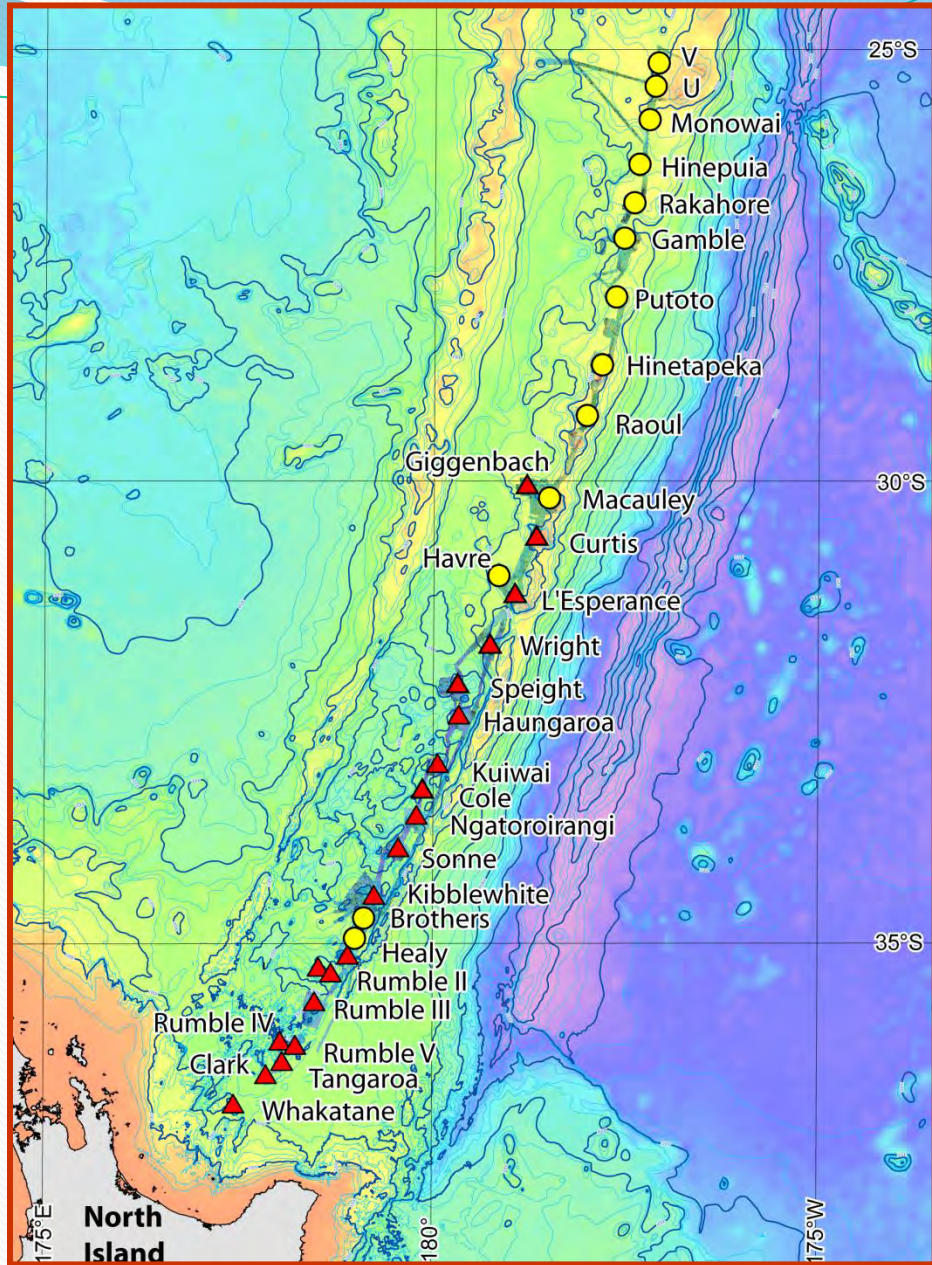 25°S
V
U
Monowai
Hinepuia
Rakahore
Gamble
Putoto
Hinetapeka
Raoul
Giggenbach
30°S
Macauley
Curtis
Havre
L'Esperance
Wright
Speight
Haungaroa
Kuiwai
Cole
Ngatoroirangi
Sonne
Kibblewhite
Brothers
35°S
Healy
Rumble II
Rumble III
Rumble IV
Rumble V
Clark
Tangaroa
Whakatane
North
Island
175°E
180°
175°W